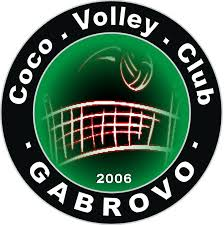 Coco . Volley . Club
2006
- GABROVO -